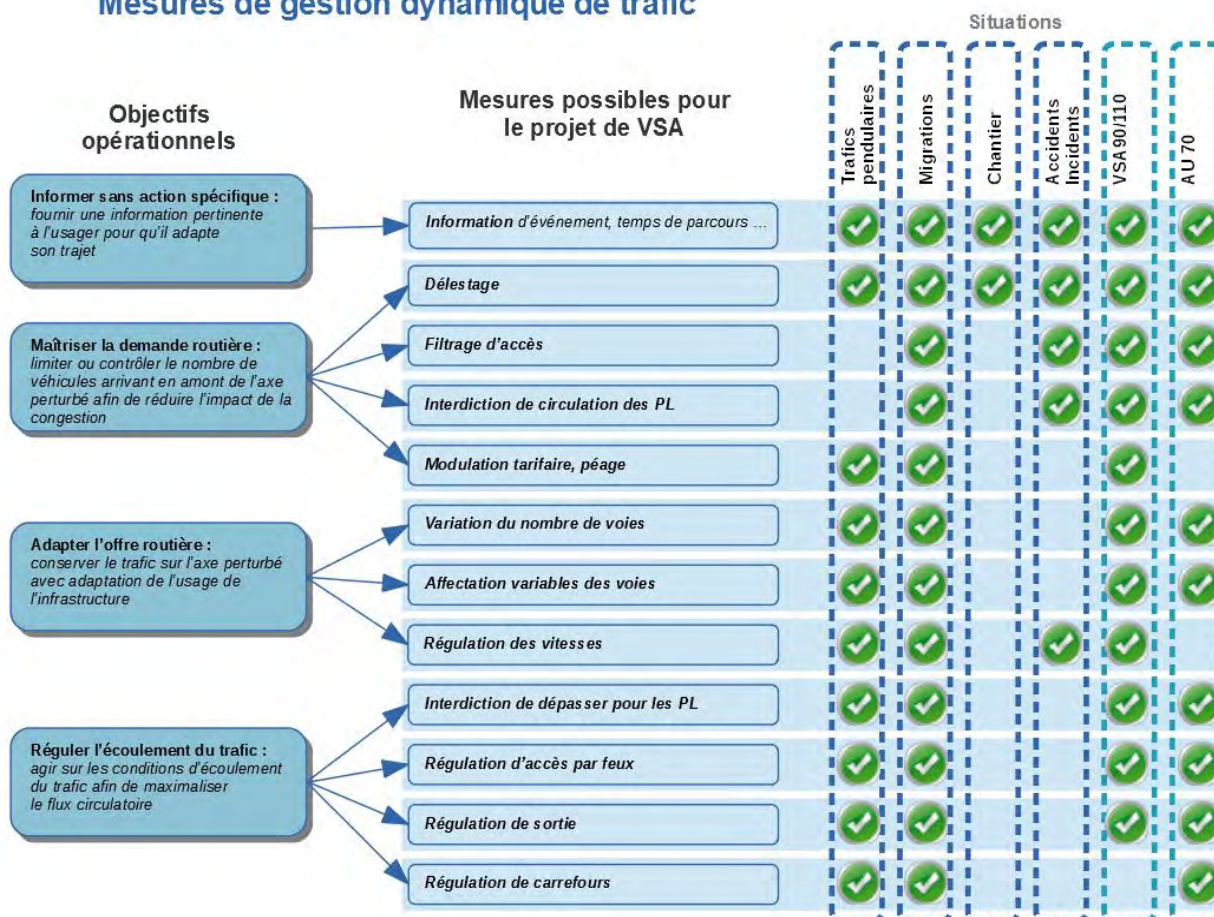 Mesures de gestion dynamique de trafic
Situations
Objectifs
opérationnels
Mesures possibles pour
le projet de VSA
Trafics
pendulaires
Migrations
Chantier
Accidents
Incidents
VSA 90/110
AU 70
Informer sans action spécifique :
fournir une information pertinente
à l'usager pour qu'il adapte
son trajet
Information d'événement, temps de parcours ...
Délestage
Maîtriser la demande routière :
limiter ou contrôler le nombre de
véhicules arrivant en amont de l'axe
perturbé afin de réduire l'impact de la
congestion
Filtrage d'accès
Interdiction de circulation des PL
Modulation tarifaire, péage
Adapter l'offre routière :
conserver le trafic sur l'axe perturbé
avec adaptation de l'usage de
l'infrastructure
Variation du nombre de voies
Affectation variables des voies
Régulation des vitesses
Réguler l'écoulement du trafic :
agir sur les conditions d'écoulement
du trafic afin de maximaliser
le flux circulatoire
Interdiction de dépasser pour les PL
Régulation d'accès par feux
Régulation de sortie
Régulation de carrefours